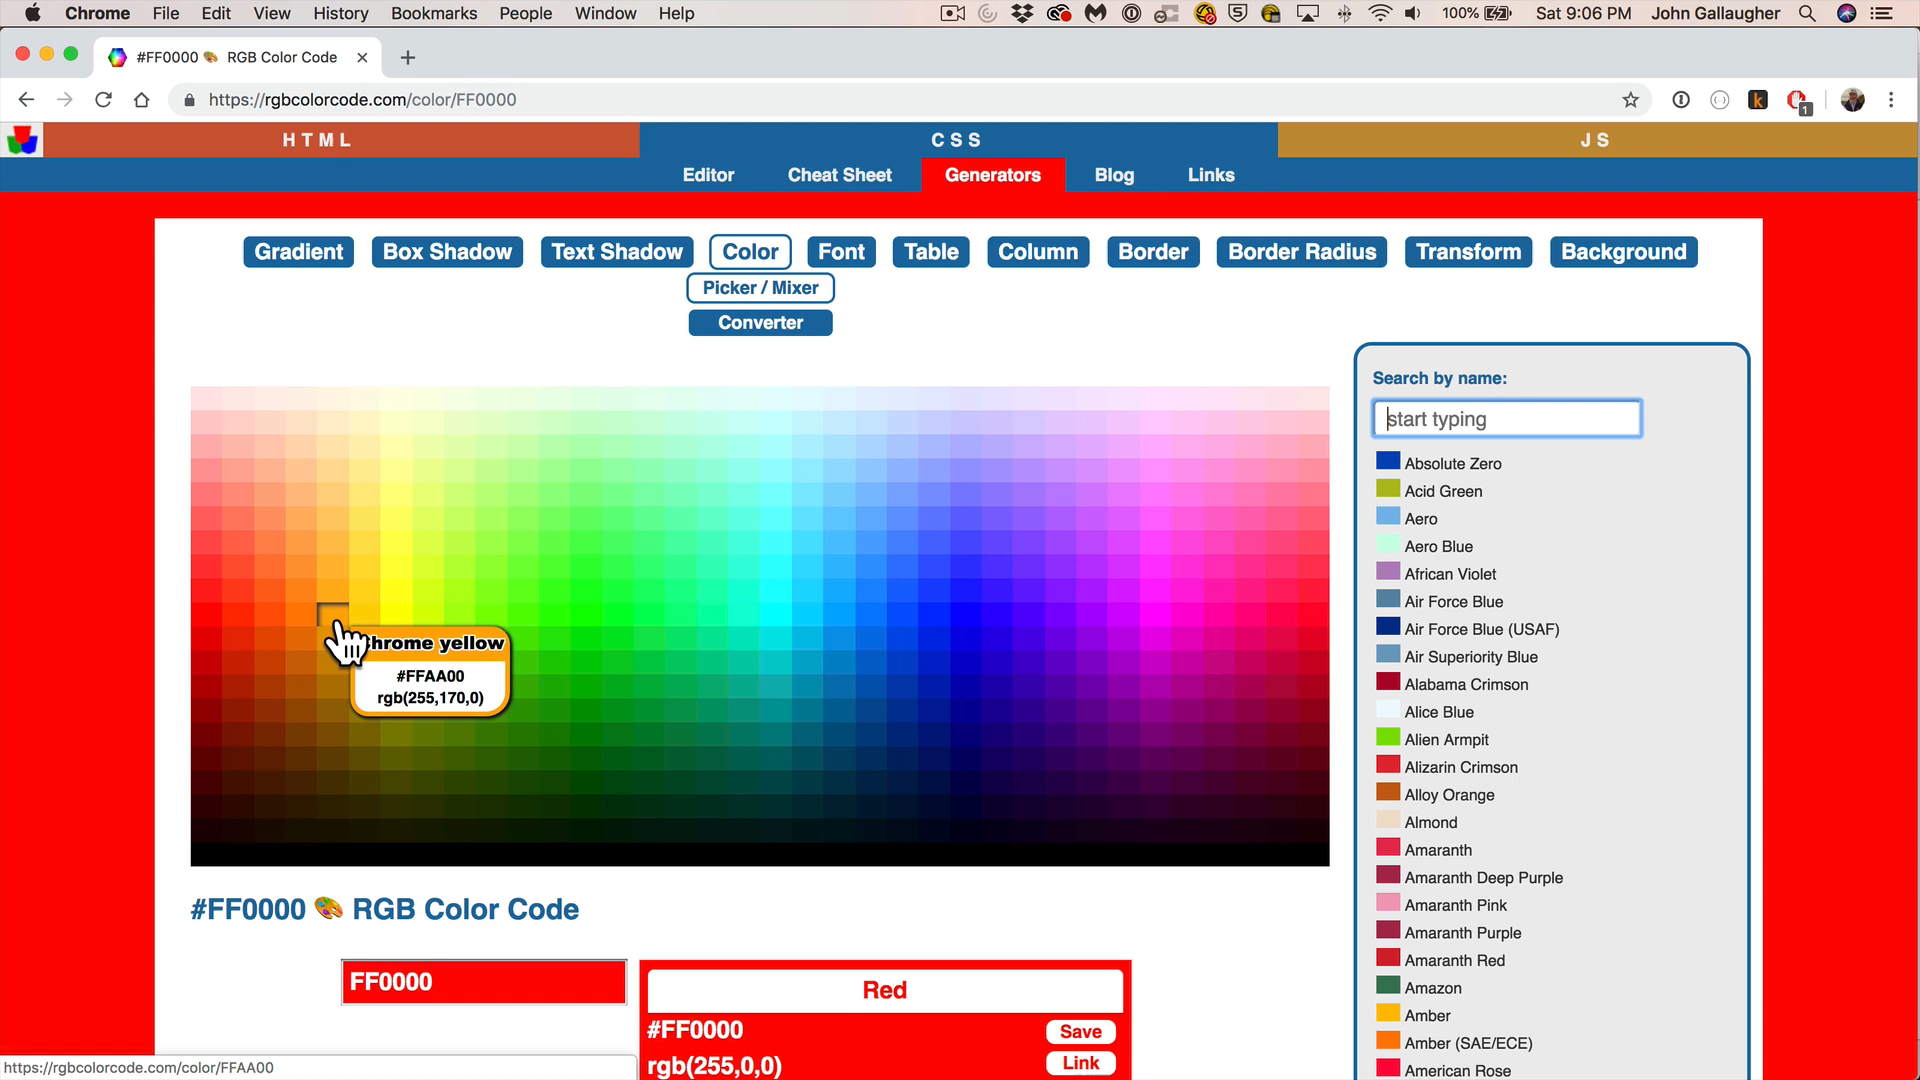 Chrome File Edit View History Bookmarks People Window Help 100% Sat 9:06 PM John Gallaugher
#FF0000 🎨 RGB Color Code
https://rgbcolorcode.com/color/FF0000
1
HTML CSS JS
Editor Cheat Sheet Generators Blog Links
Gradient Box Shadow Text Shadow Color Font Table Column Border Border Radius Transform Background
Picker / Mixer
Converter
Search by name:
start typing
Absolute Zero
Acid Green
Aero
Aero Blue
African Violet
Air Force Blue
Air Force Blue (USAF)
Air Superiority Blue
Alabama Crimson
Alice Blue
Alien Armpit
Alizarin Crimson
Alloy Orange
Almond
Amaranth
Amaranth Deep Purple
Amaranth Pink
Amaranth Purple
Amaranth Red
Amazon
Amber
Amber (SAE/ECE)
American Rose
yellow
#FFAA00
rgb(255,170,0)
#FF0000 🎨 RGB Color Code
FF0000
Red
#FF0000 Save
rgb(255,0,0) Link
https://rgbcolorcode.com/color/FFAA00